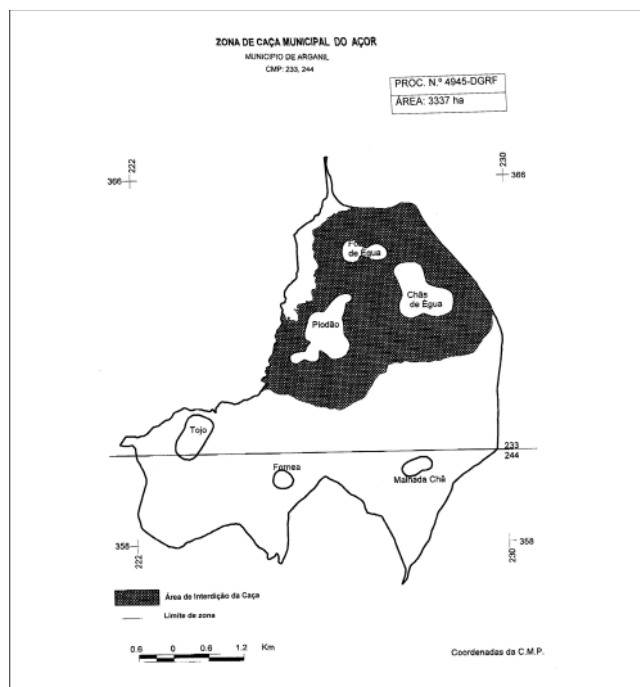 ZONA DE CAÇA MUNICIPAL DO AÇOR
MUNICIPIO DE ARGANIL
CMP: 233, 244
PROC. N.º 4945-DGRF
ÁREA: 3337 ha
222
366
230
366
de Égua
Chãs
de Égua
Piodão
Tojo
233
244
Fornea
Malhada Chã
358
222
358
230
Área de Interdição da Caça
Limite de zona
0.6 0 0.6 1.2 Km
Coordenadas da C.M.P.